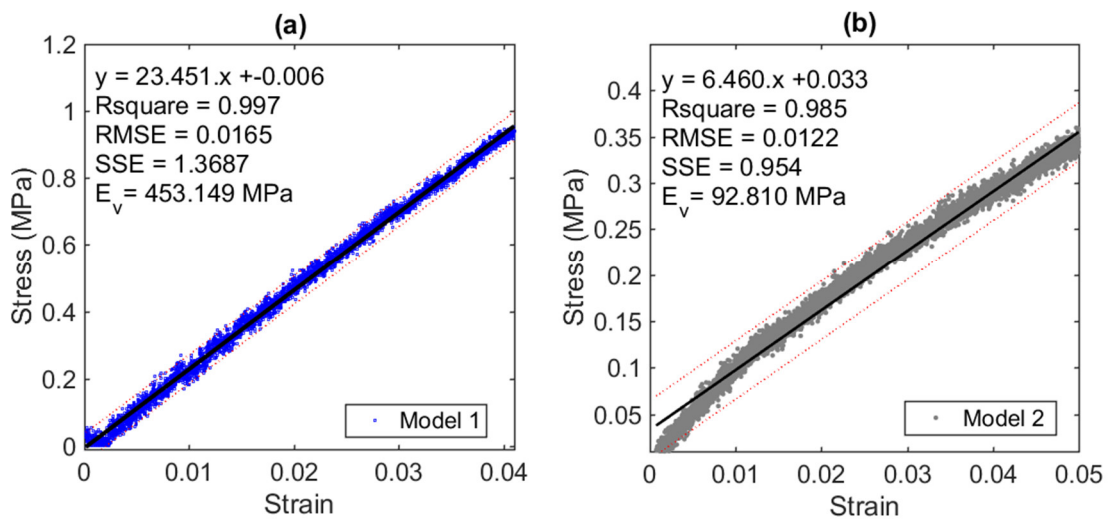 (a)
1.2
1
0.8
0.6
0.4
0.2
0
y = 23.451.x +-0.006
Rsquare = 0.997
RMSE = 0.0165
SSE = 1.3687
Ev= 453.149 MPa
Stress (MPa)
Model 1
0 0.01 0.02 0.03 0.04
Strain
(b)
0.4
0.35
0.3
0.25
0.2
0.15
0.1
0.05
y = 6.460.x +0.033
Rsquare = 0.985
RMSE = 0.0122
SSE = 0.954
Ev= 92.810 MPa
Stress (MPa)
Model 2
0 0.01 0.02 0.03 0.04 0.05
Strain